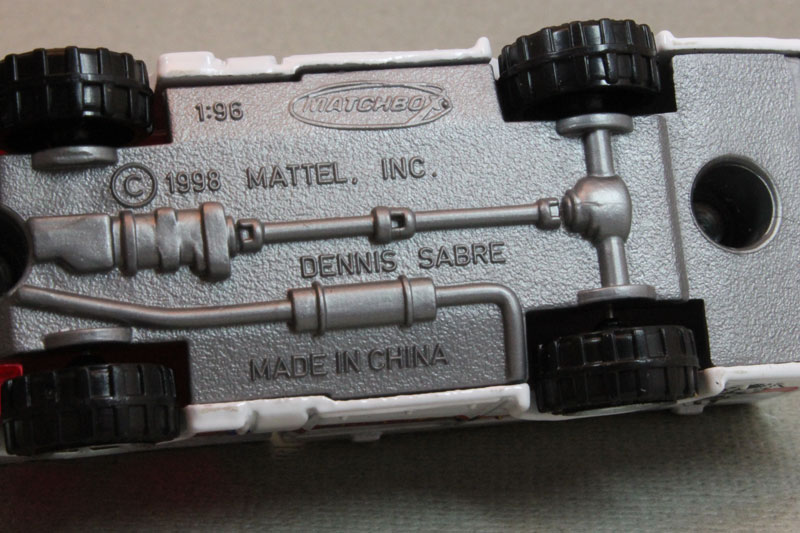 1:96 MATCHBOX
© 1998 MATTEL, INC.
DENNIS SABRE
MADE IN CHINA